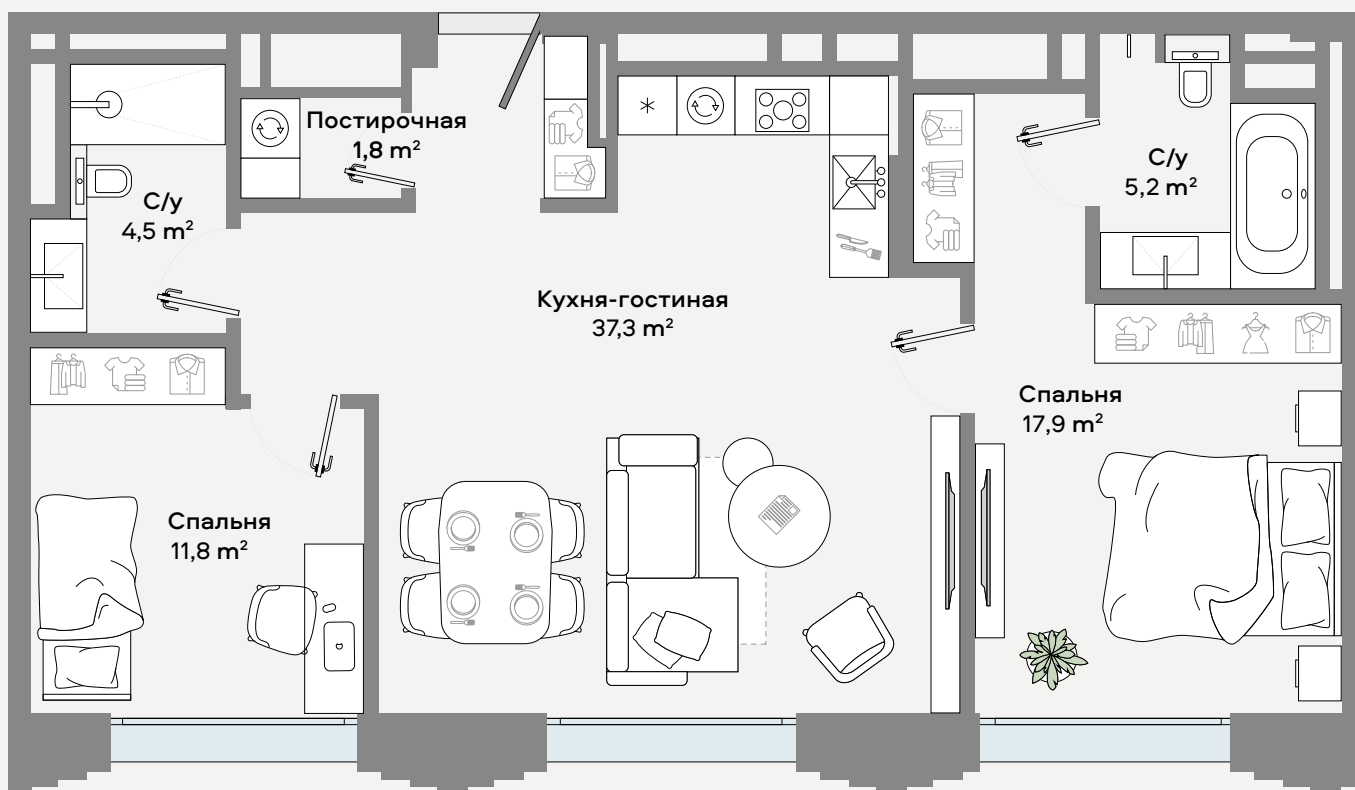 Постирочная
1,8 m²
С/у
4,5 m²
С/у
5,2 m²
Кухня-гостиная
37,3 m²
Спальня
17,9 m²
Спальня
11,8 m²